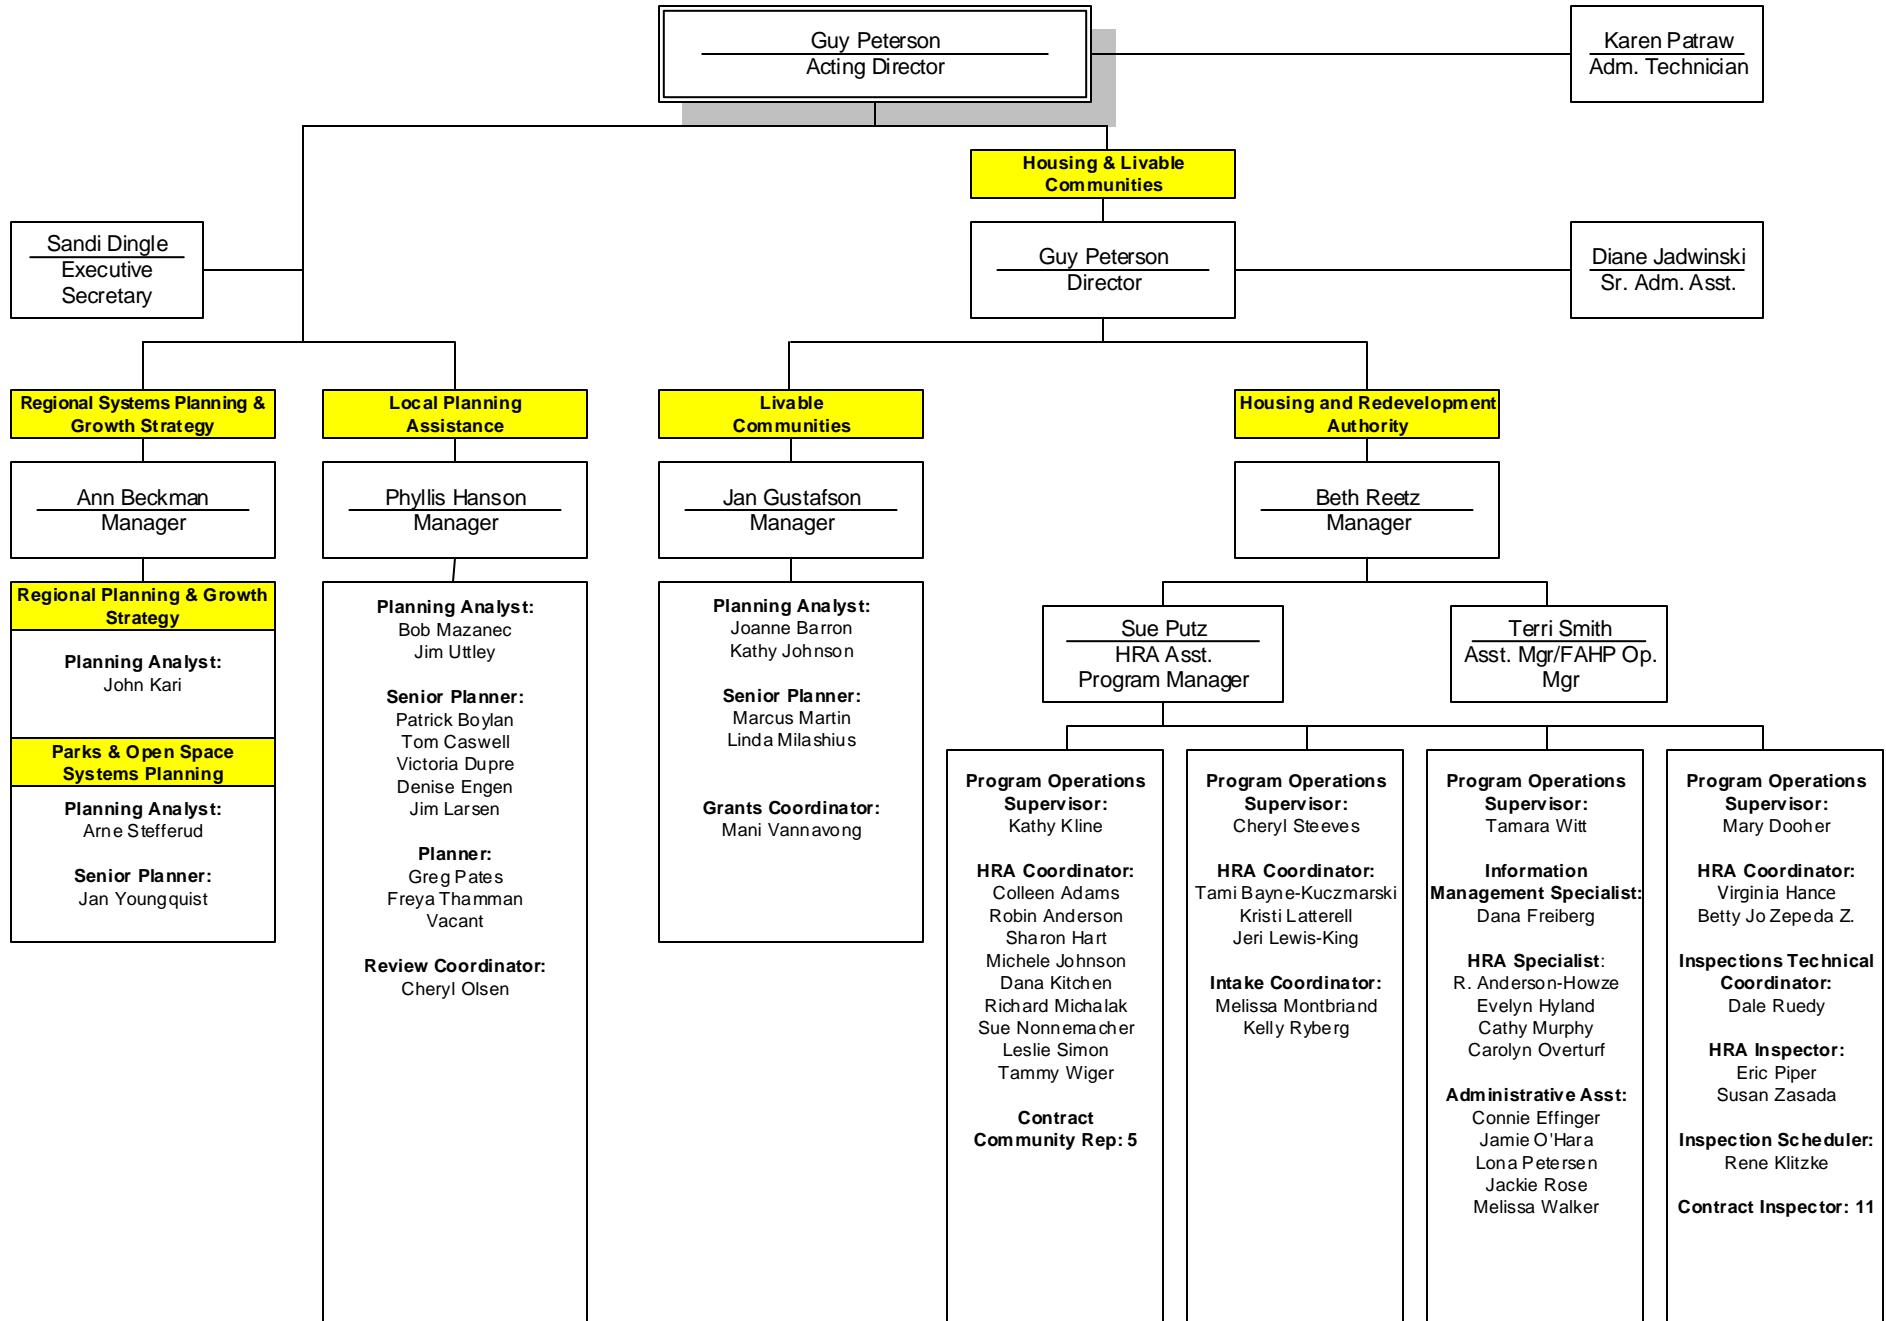 Guy Peterson
Acting Director
Karen Patraw
Adm. Technician
Housing & Livable
Communities
Sandi Dingle
Executive
Secretary
Guy Peterson
Director
Diane Jadwinski
Sr. Adm. Asst.
Regional Systems Planning &
Growth Strategy
Ann Beckman
Manager
Regional Planning & Growth
Strategy
Planning Analyst:
John Kari
Parks & Open Space
Systems Planning
Planning Analyst:
Arne Stefferud
Senior Planner:
Jan Youngquist
Local Planning
Assistance
Phyllis Hanson
Manager
Planning Analyst:
Bob Mazanec
Jim Uttley
Senior Planner:
Patrick Boylan
Tom Caswell
Victoria Dupre
Denise Engen
Jim Larsen
Planner:
Greg Pates
Freya Thamman
Vacant
Review Coordinator:
Cheryl Olsen
Livable
Communities
Jan Gustafson
Manager
Planning Analyst:
Joanne Barron
Kathy Johnson
Senior Planner:
Marcus Martin
Linda Milashius
Grants Coordinator:
Mani Vannavong
Housing and Redevelopment
Authority
Beth Reetz
Manager
Sue Putz
HRA Asst.
Program Manager
Terri Smith
Asst. Mgr/FAHP Op.
Mgr
Program Operations
Supervisor:
Kathy Kline
HRA Coordinator:
Colleen Adams
Robin Anderson
Sharon Hart
Michele Johnson
Dana Kitchen
Richard Michalak
Sue Nonnemacher
Leslie Simon
Tammy Wiger
Contract
Community Rep: 5
Program Operations
Supervisor:
Cheryl Steeves
HRA Coordinator:
Tami Bayne-Kuczmarski
Kristi Latterell
Jeri Lewis-King
Intake Coordinator:
Melissa Montbriand
Kelly Ryberg
Program Operations
Supervisor:
Tamara Witt
Information
Management Specialist:
Dana Freiberg
HRA Specialist:
R. Anderson-Howze
Evelyn Hyland
Cathy Murphy
Carolyn Overturf
Administrative Asst:
Connie Effinger
Jamie O'Hara
Lona Petersen
Jackie Rose
Melissa Walker
Program Operations
Supervisor:
Mary Dooher
HRA Coordinator:
Virginia Hance
Betty Jo Zepeda Z.
Inspections Technical
Coordinator:
Dale Ruedy
HRA Inspector:
Eric Piper
Susan Zasada
Inspection Scheduler:
Rene Klitzke
Contract Inspector: 11